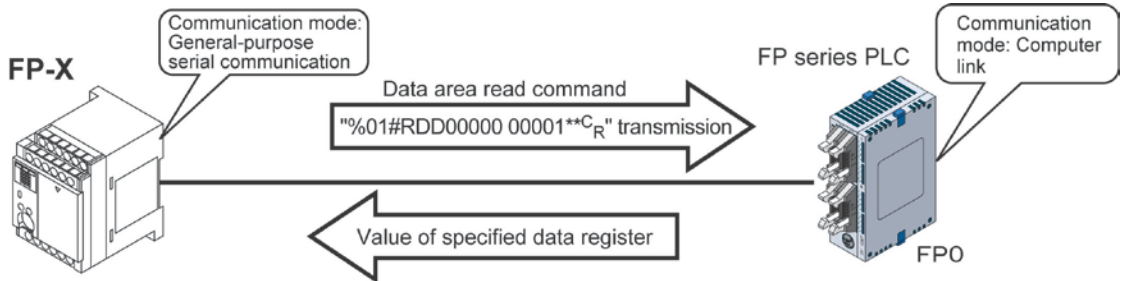 Communication mode:
General-purpose
serial communication
FP-X
Communication
mode: Computer
link
FP series PLC
Data area read command
"%01#RDD00000 00001**CR" transmission
Value of specified data register
FP0